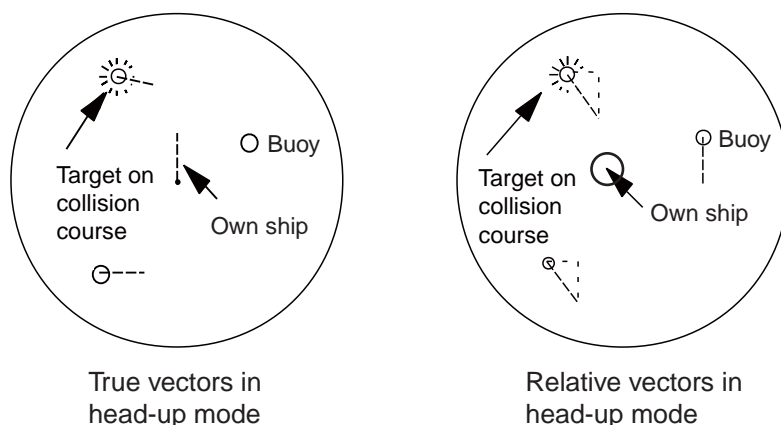 Buoy
Target on
collision
course
Own ship
True vectors in
head-up mode
Buoy
Target on
collision
course
Own ship
Relative vectors in
head-up mode